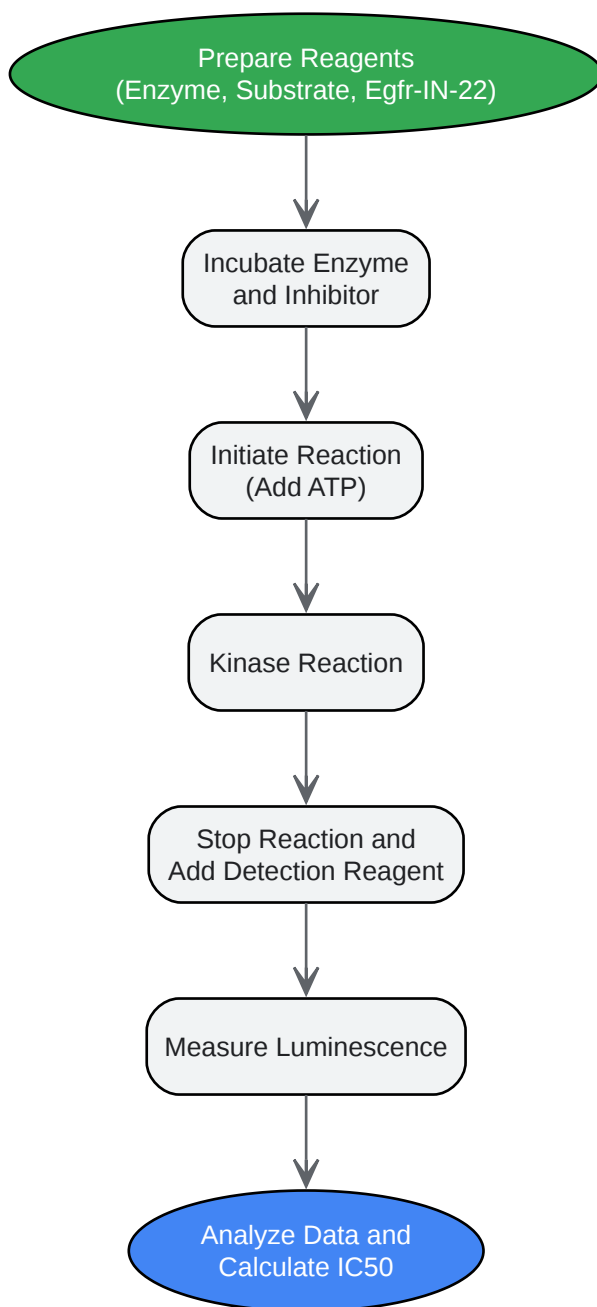 Prepare Reagents
(Enzyme, Substrate, Egfr-IN-22)
Incubate Enzyme
and Inhibitor
Initiate Reaction
(Add ATP)
Kinase Reaction
Stop Reaction and
Add Detection Reagent
Measure Luminescence
Analyze Data and
Calculate IC50